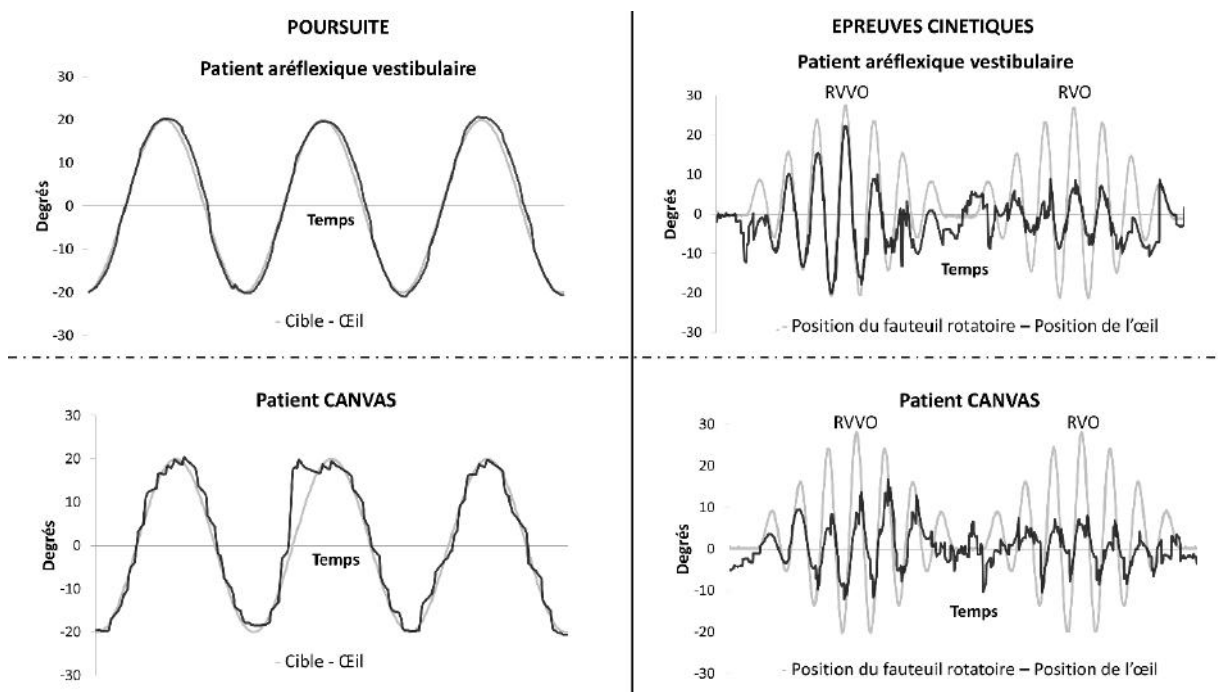 POURSUITE
Patient aréflexique vestibulaire
30
20
10
0
-10
-20
-30
Degrés
Temps
- Cible - Œil
EPREUVES CINETIQUES
Patient aréflexique vestibulaire
RVVO RVO
30
20
10
0
-10
-20
-30
Degrés
Temps
- Position du fauteuil rotatoire – Position de l'œil
Patient CANVAS
30
20
10
0
-10
-20
-30
Degrés
Temps
- Cible - Œil
Patient CANVAS
RVVO RVO
30
20
10
0
-10
-20
-30
Degrés
Temps
- Position du fauteuil rotatoire – Position de l'œil